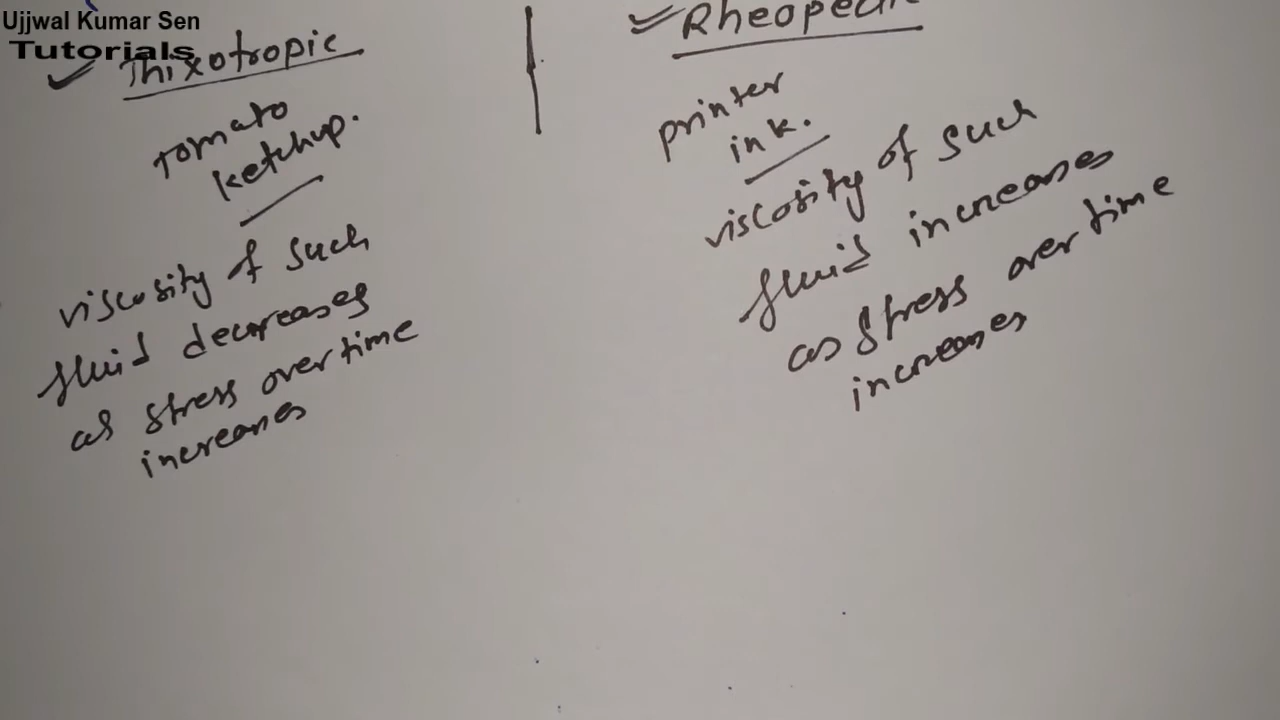 Ujjwal Kumar Sen
Tutorials
Thixotropic
Tomato
ketchup.
viscosity of such
fluid decreases
as stress over time
increases
Rheopectic
printer
ink.
viscosity of such
fluid increases
as stress over time
increases